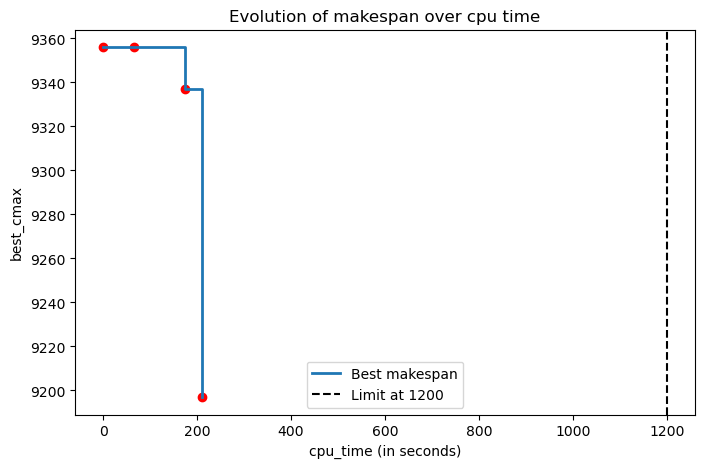 Evolution of makespan over cpu time
best_cmax
9360
9340
9320
9300
9280
9260
9240
9220
9200
Best makespan
Limit at 1200
0 200 400 600 800 1000 1200
cpu_time (in seconds)